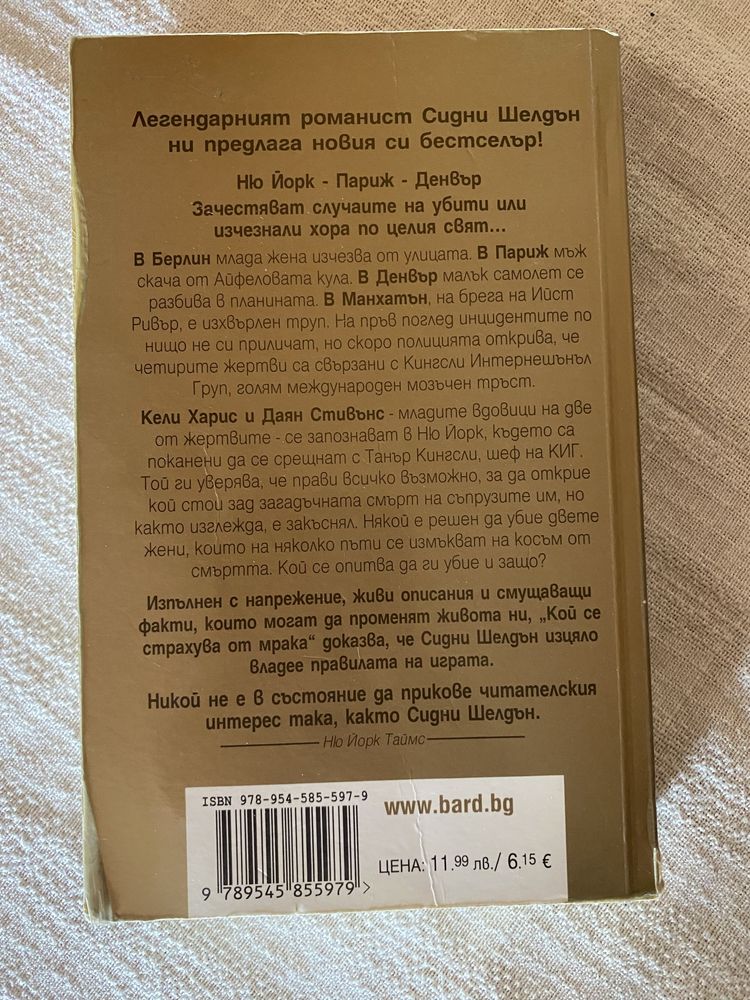 Легендарният романист Сидни Шелдън
ни предлага новия си бестселър!
Ню Йорк - Париж - Денвър
Зачестяват случаите на убити или
изчезнали хора по целия свят...
В Берлин млада жена изчезва от улицата. В Париж мъж
скача от Айфеловата кула. В Денвър малък самолет се
разбива в планината. В Манхатън, на брега на Ийст
Ривър, е изхвърлен труп. На пръв поглед инцидентите по
нищо не си приличат, но скоро полицията открива, че
четирите жертви са свързани с Кингсли Интернешънъл
Груп, голям международен мозъчен тръст.
Кели Харис и Даян Стивънс - младите вдовици на две
от жертвите - се запознават в Ню Йорк, където са
поканени да се срещнат с Танър Кингсли, шеф на КИГ.
Той ги уверява, че прави всичко възможно, за да открие
кой стои зад загадъчната смърт на съпрузите им, но
както изглежда, е закъснял. Някой е решен да убие двете
жени, които на няколко пъти се измъкват на косъм от
смъртта. Кой се опитва да ги убие и защо?
Изпълнен с напрежение, живи описания и смущаващи
факти, които могат да променят живота ни, „Кой се
страхува от мрака“ доказва, че Сидни Шелдън изцяло
владее правилата на играта.
Никой не е в състояние да прикове читателския
интерес така, както Сидни Шелдън.
Ню Йорк Таймс
ISBN 978-954-585-597-9
www.bard.bg
ЦЕНА: 11.99 лв./ 6.15 €
9 789545 855979 >